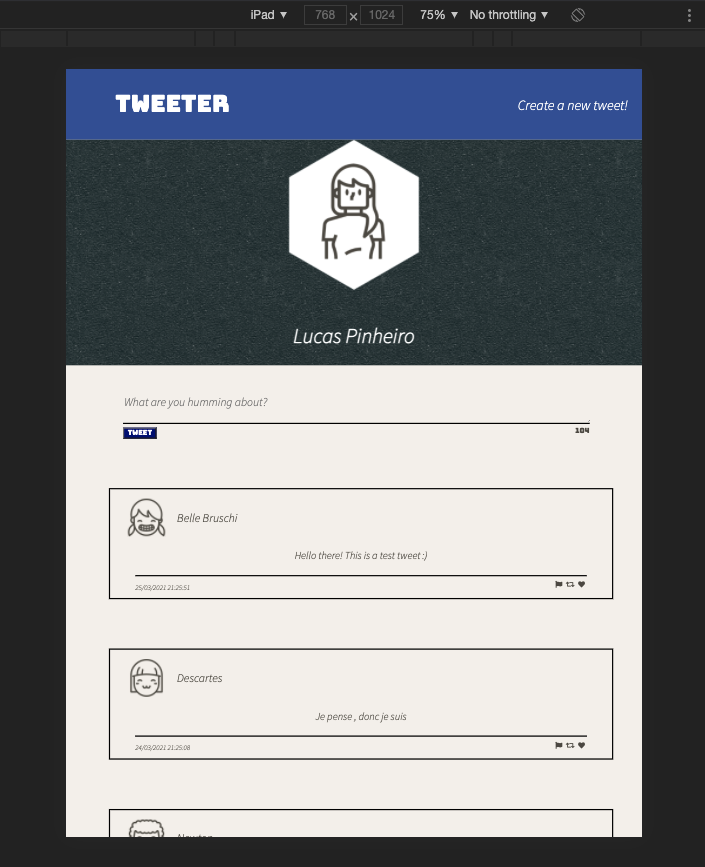 iPad ▼ 768 × 1024 75% ▼ No throttling ▼
TWEETER Create a new tweet!
Lucas Pinheiro
What are you humming about?
TWEET 104
Belle Bruschi
Hello there! This is a test tweet :)
25/03/2021 21:25:51
Descartes
Je pense , donc je suis
24/03/2021 21:25:08
Newton